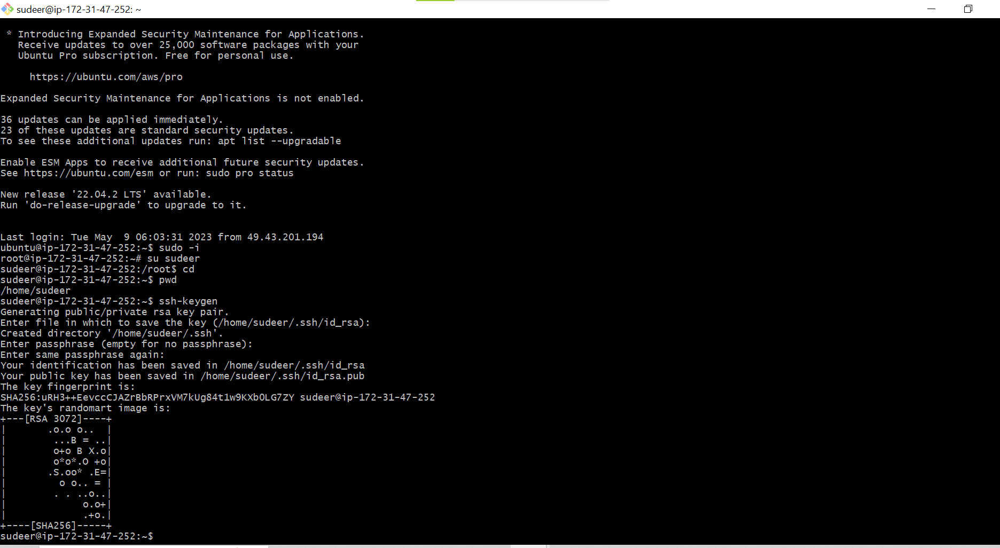 sudeer@ip-172-31-47-252: ~
 * Introducing Expanded Security Maintenance for Applications.
   Receive updates to over 25,000 software packages with your
   Ubuntu Pro subscription. Free for personal use.
     https://ubuntu.com/aws/pro
Expanded Security Maintenance for Applications is not enabled.
36 updates can be applied immediately.
23 of these updates are standard security updates.
To see these additional updates run: apt list --upgradable
Enable ESM Apps to receive additional future security updates.
See https://ubuntu.com/esm or run: sudo pro status
New release '22.04.2 LTS' available.
Run 'do-release-upgrade' to upgrade to it.
Last login: Tue May  9 06:03:31 2023 from 49.43.201.194
ubuntu@ip-172-31-47-252:~$ sudo -i
root@ip-172-31-47-252:~# su sudeer
sudeer@ip-172-31-47-252:/root$ cd
sudeer@ip-172-31-47-252:~$ pwd
/home/sudeer
sudeer@ip-172-31-47-252:~$ ssh-keygen
Generating public/private rsa key pair.
Enter file in which to save the key (/home/sudeer/.ssh/id_rsa):
Created directory '/home/sudeer/.ssh'.
Enter passphrase (empty for no passphrase):
Enter same passphrase again:
Your identification has been saved in /home/sudeer/.ssh/id_rsa
Your public key has been saved in /home/sudeer/.ssh/id_rsa.pub
The key fingerprint is:
SHA256:uRH3++EevccCJAZrBbRPrxVM7kUg84t1w9KXbOLG7ZY sudeer@ip-172-31-47-252
The key's randomart image is:
+---[RSA 3072]----+
|       .o.o o..  |
|        ...B = ..|
|        o+o B X.o|
|        o*o*.O +o|
|       .S.oo* .E=|
|         o o.. = |
|        . . ..o..|
|             o.o+|
|             .+o.|
+----[SHA256]-----+
sudeer@ip-172-31-47-252:~$